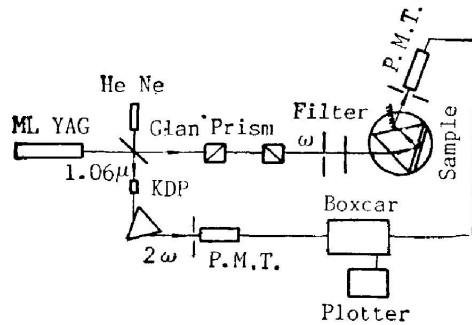 P.M.T.
He Ne
ML YAG
Glan Prism
Filter
ω
Sample
1.06μ
KDP
Boxcar
2ω
P.M.T.
Plotter